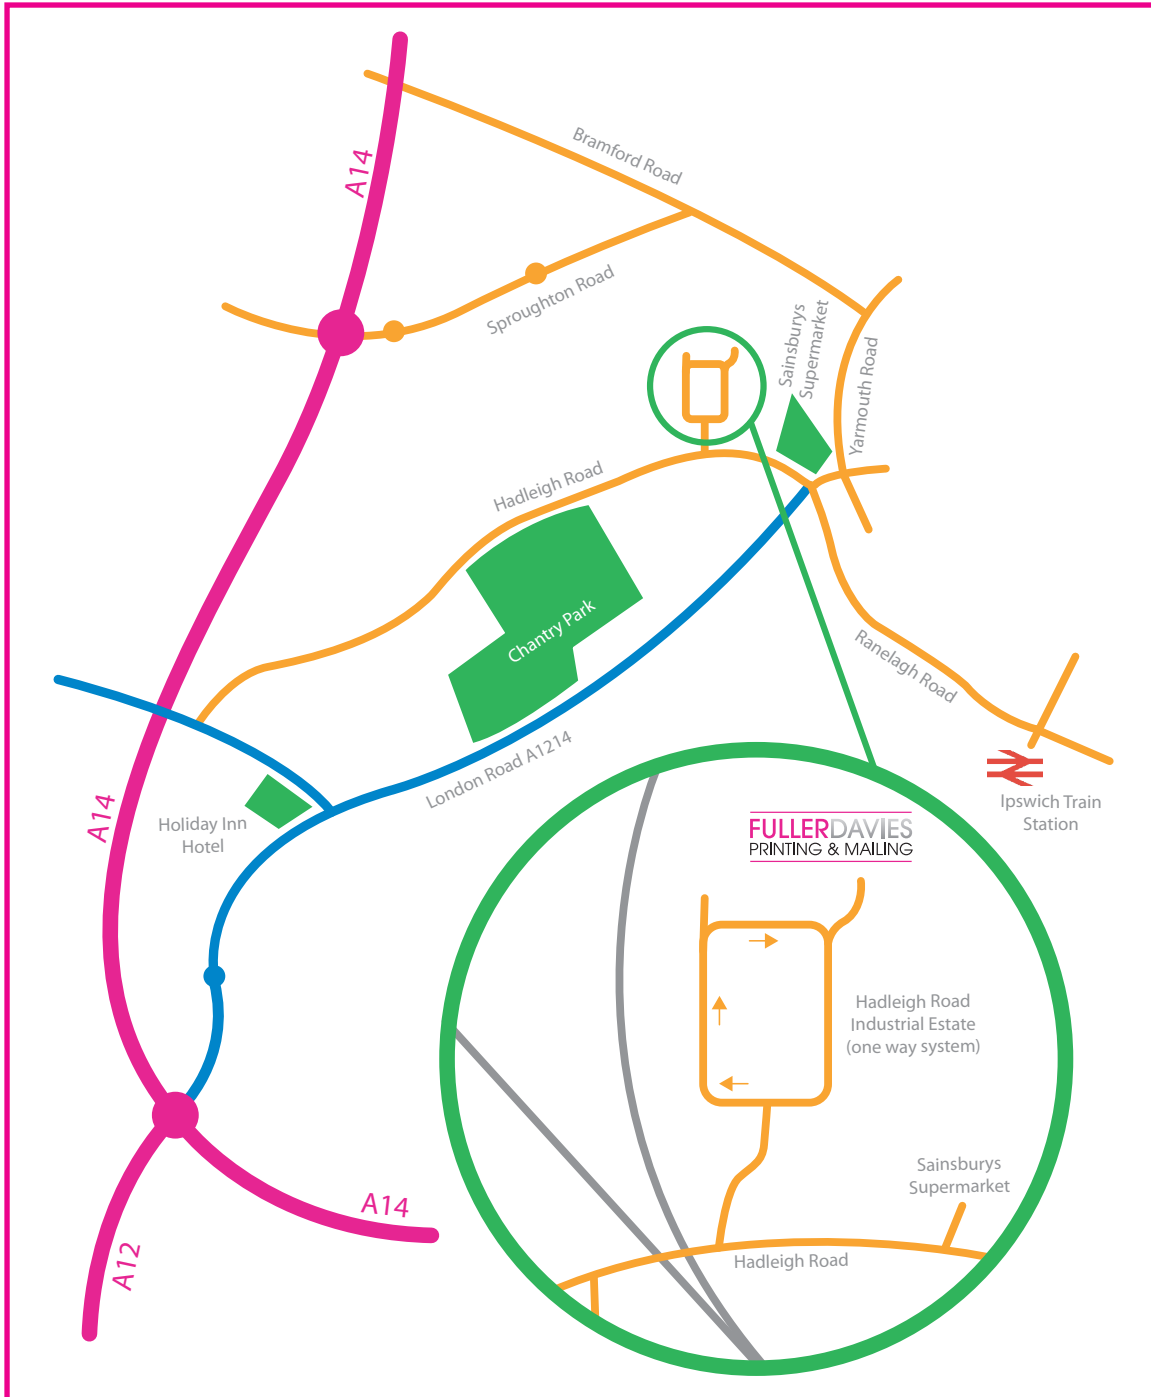 A14
Bramford Road
Sproughton Road
Sainsburys
Supermarket
Yarmouth Road
Hadleigh Road
Chantry Park
Ranelagh Road
London Road A1214
A14
Holiday Inn
Hotel
Ipswich Train
Station
FULLERDAVIES
PRINTING & MAILING
Hadleigh Road
Industrial Estate
(one way system)
Sainsburys
Supermarket
Hadleigh Road
A14
A12